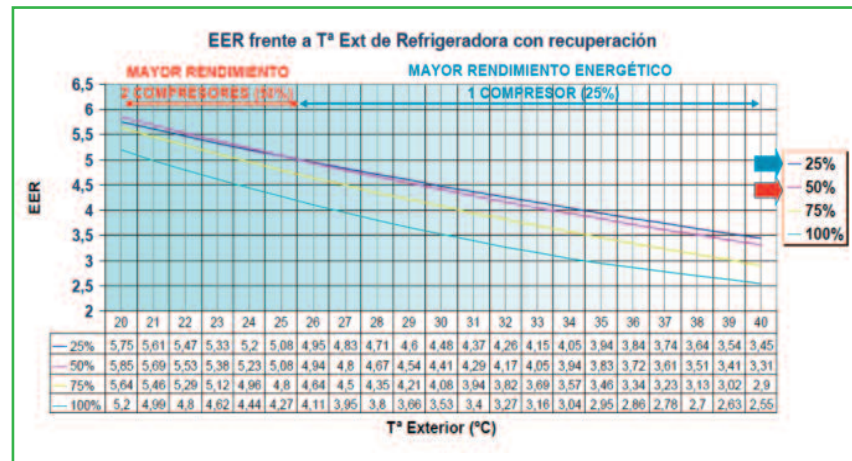 EER frente a Tª Ext de Refrigeradora con recuperación
MAYOR RENDIMIENTO
COMPRESORES
MAYOR RENDIMIENTO ENERGÉTICO
1 COMPRESOR (25%)
EER
6,5
6
5,5
5
4,5
4
3,5
3
2,5
2
25%
50%
75%
100%
20 21 22 23 24 25 26 27 28 29 30 31 32 33 34 35 36 37 38 39 40
25% 5,75 5,61 5,47 5,33 5,2 5,08 4,95 4,83 4,71 4,6 4,48 4,37 4,26 4,15 4,05 3,94 3,84 3,74 3,64 3,54 3,45
50% 5,85 5,69 5,53 5,38 5,23 5,08 4,94 4,8 4,67 4,54 4,41 4,29 4,17 4,05 3,94 3,83 3,72 3,61 3,51 3,41 3,31
75% 5,64 5,46 5,29 5,12 4,96 4,8 4,64 4,5 4,35 4,21 4,08 3,94 3,82 3,69 3,57 3,46 3,34 3,23 3,13 3,02 2,9
100% 5,2 4,99 4,8 4,62 4,44 4,27 4,11 3,95 3,8 3,66 3,53 3,4 3,27 3,16 3,04 2,95 2,86 2,78 2,7 2,63 2,55
Tª Exterior (ºC)